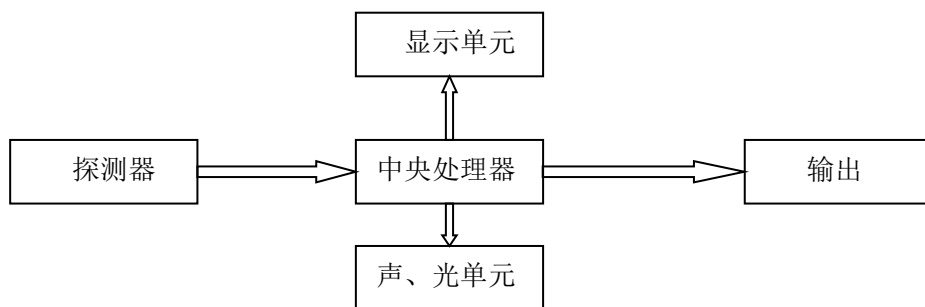 显示单元
探测器
中央处理器
输出
声、光单元